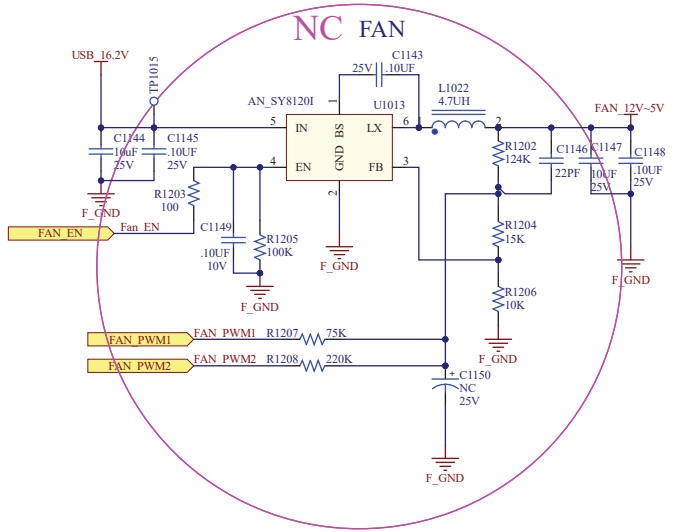 NC FAN
USB_16.2V
TP1015
C1143
25V .10UF
AN_SY8120I
U1013
L1022
4.7UH
FAN_12V~5V
1
5 IN BS LX 6 2
C1144
10uF
25V
C1145
.10UF
25V
R1202
124K
C1146
22PF
C1147
10UF
25V
C1148
.10UF
25V
4 EN GND FB 3
2
R1203
100
F_GND
FAN_EN Fan_EN
C1149
.10UF
10V
R1205
100K
R1204
15K
F_GND
F_GND
F_GND
R1206
10K
FAN_PWM1 FAN_PWM1 R1207 75K
FAN_PWM2 FAN_PWM2 R1208 220K
F_GND
+ C1150
NC
25V
F_GND